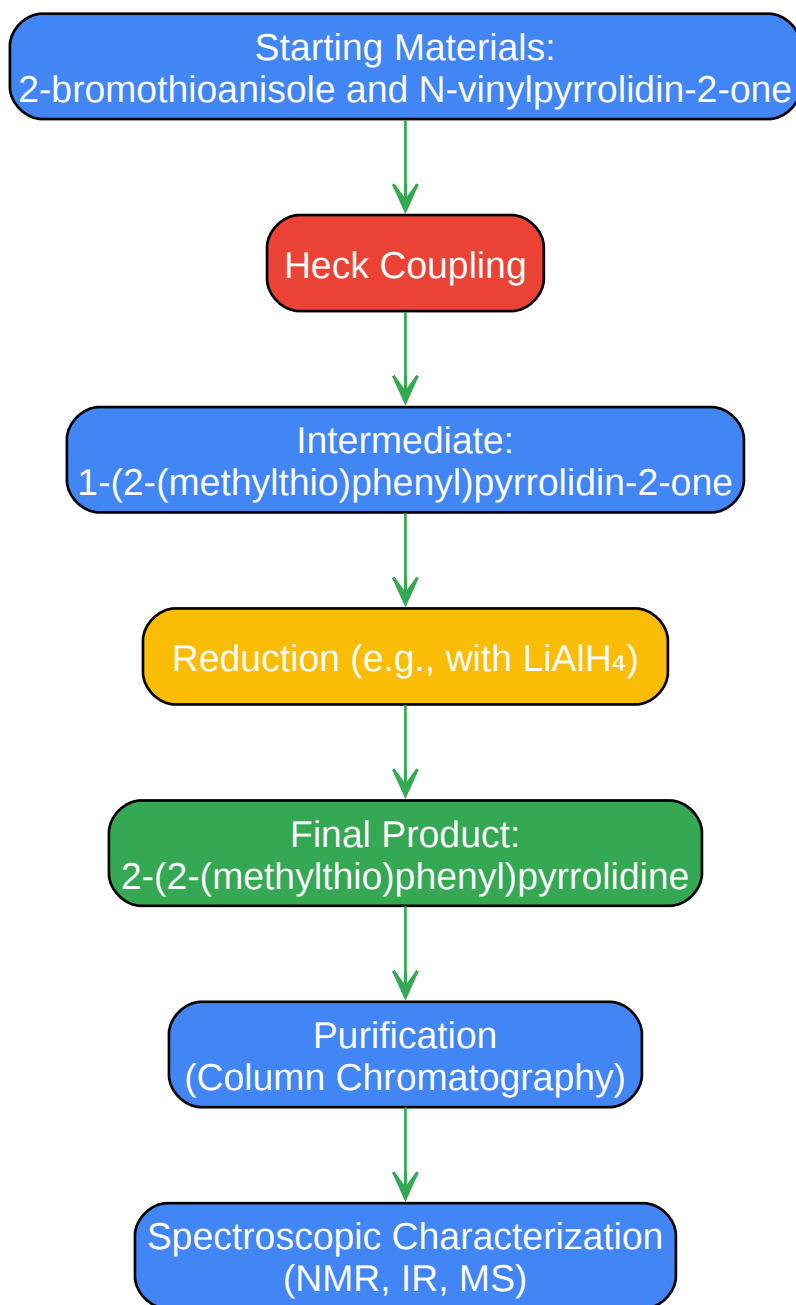 Starting Materials:
2-bromothioanisole and N-vinylpyrrolidin-2-one
Heck Coupling
Intermediate:
1-(2-(methylthio)phenyl)pyrrolidin-2-one
Reduction (e.g., with LiAlH₄)
Final Product:
2-(2-(methylthio)phenyl)pyrrolidine
Purification
(Column Chromatography)
Spectroscopic Characterization
(NMR, IR, MS)